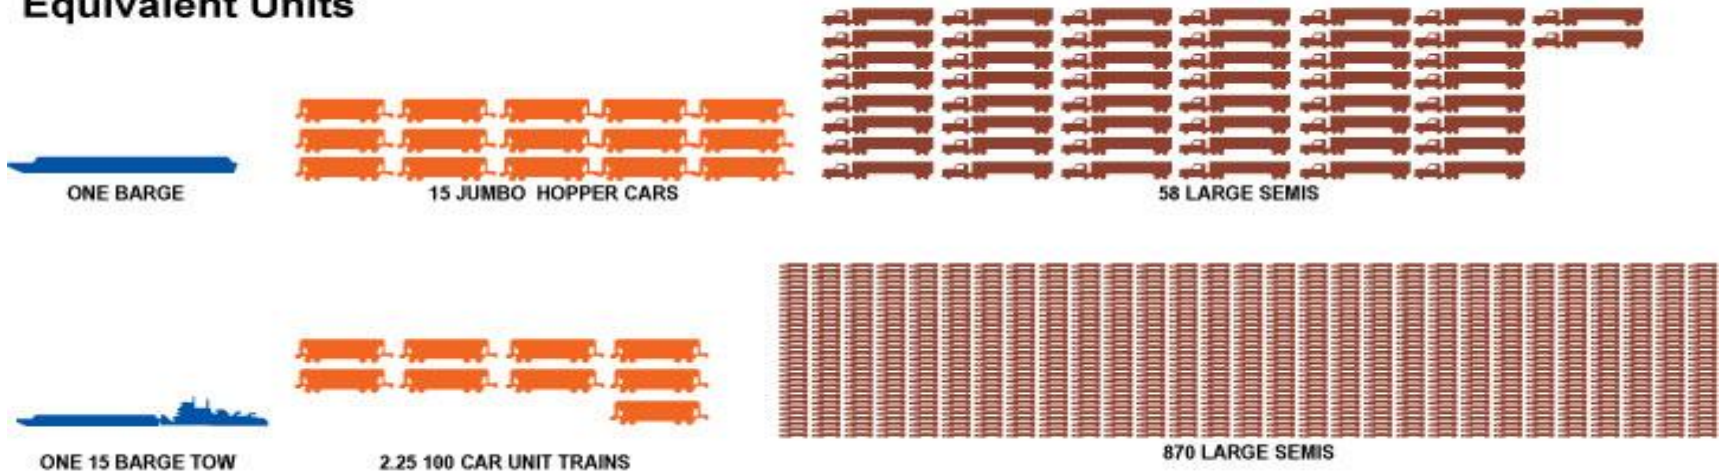 Equivalent Units
ONE BARGE
15 JUMBO HOPPER CARS
58 LARGE SEMIS
ONE 15 BARGE TOW
2.25 100 CAR UNIT TRAINS
870 LARGE SEMIS